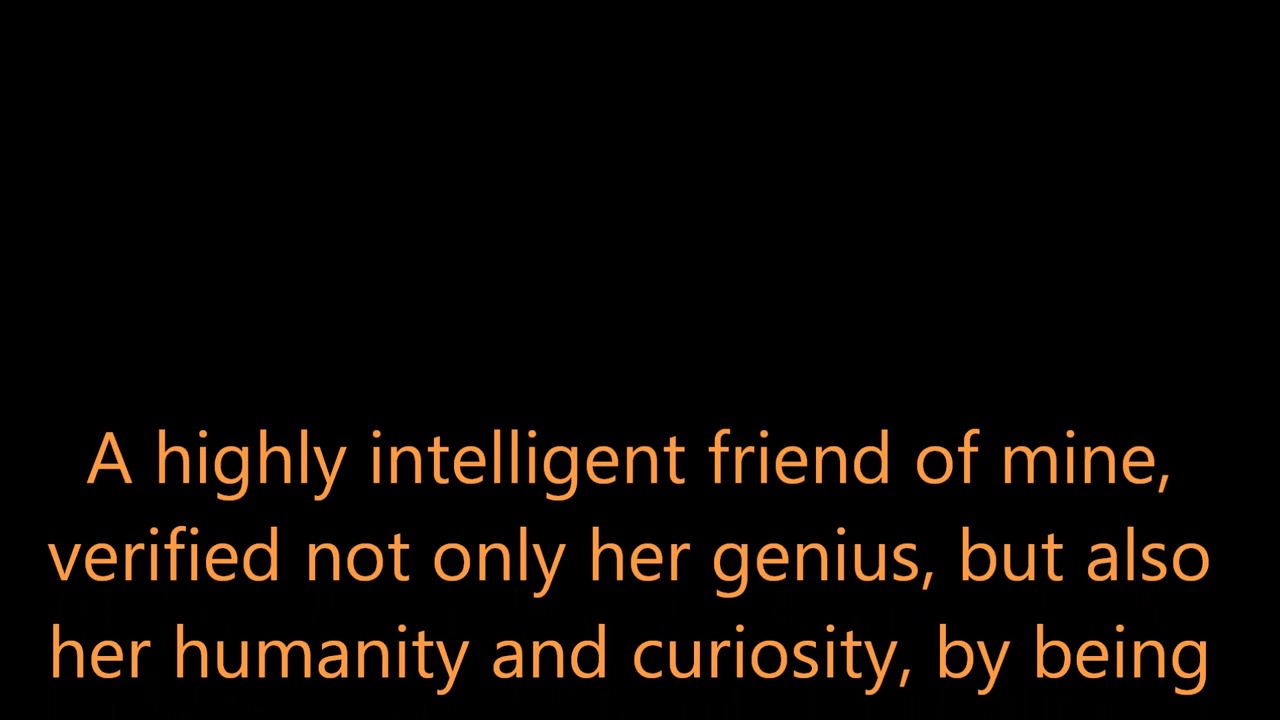 A highly intelligent friend of mine,
verified not only her genius, but also
her humanity and curiosity, by being